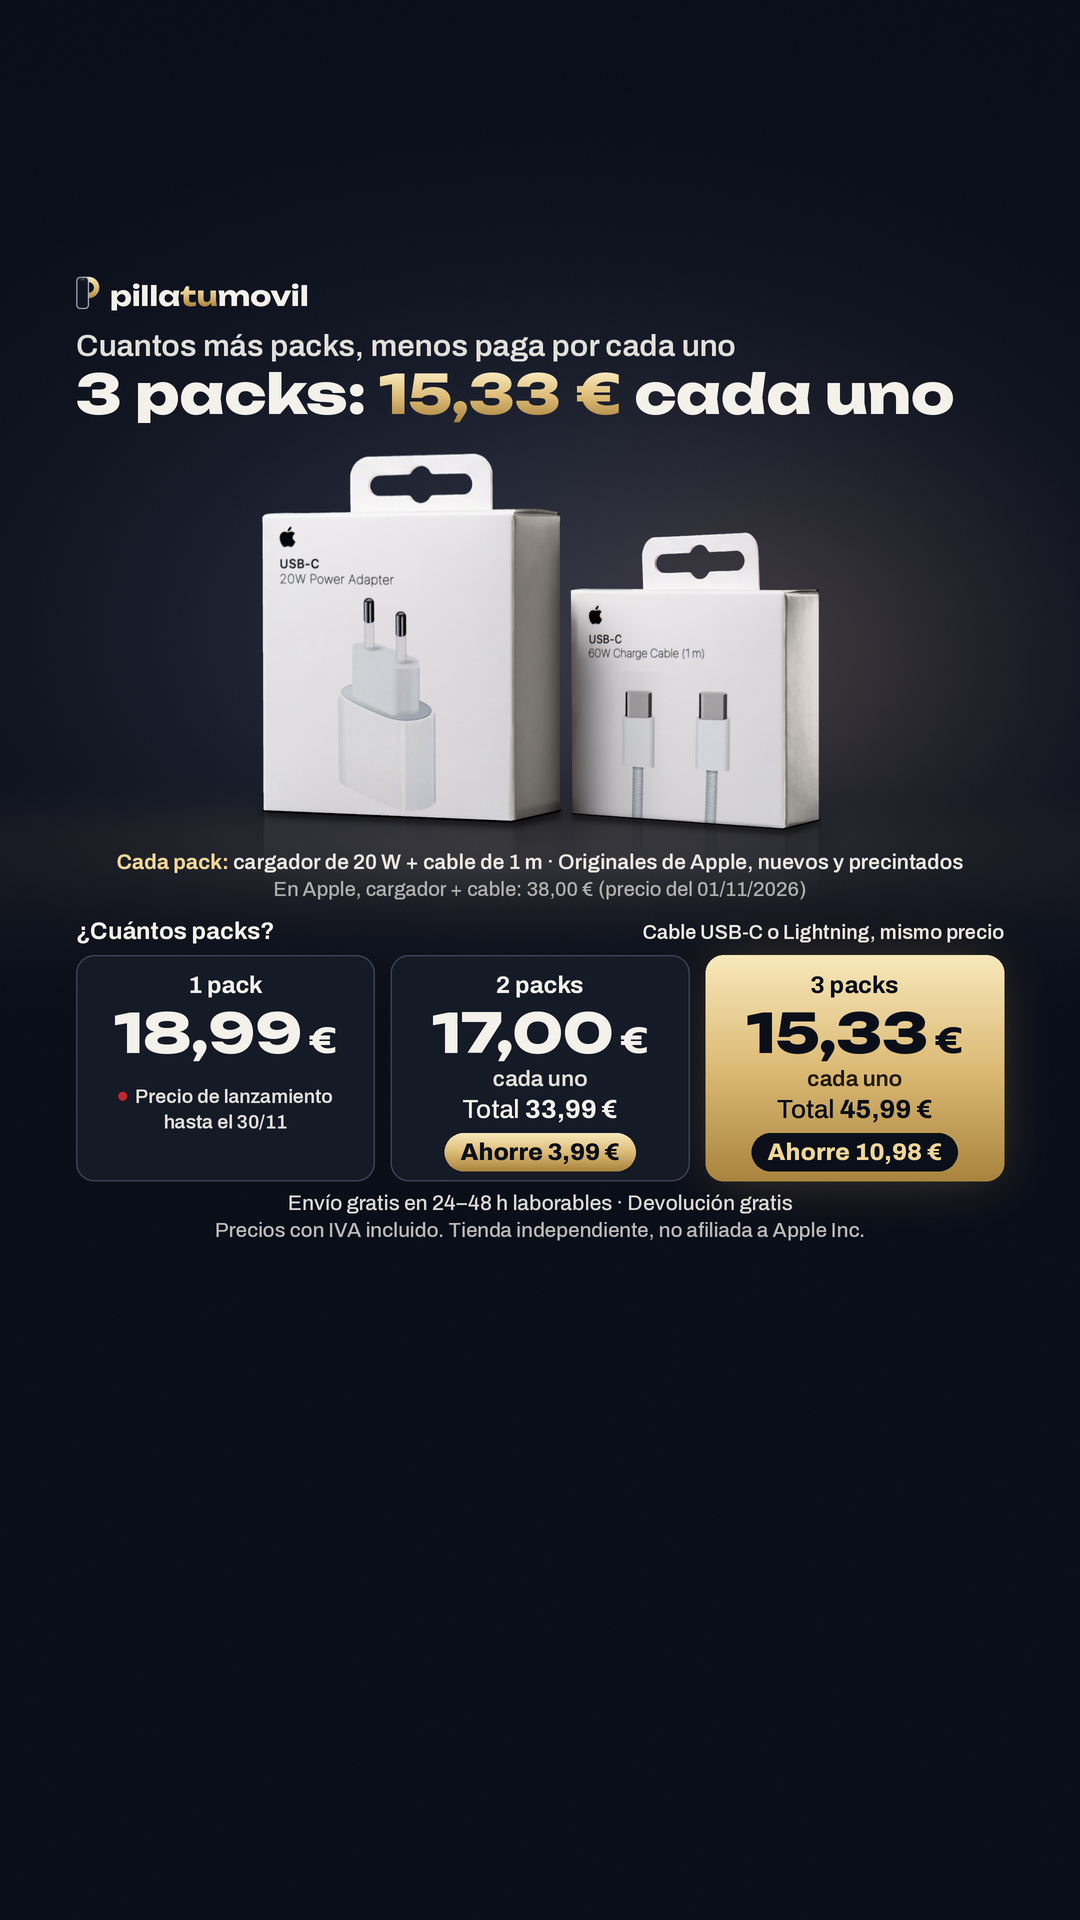 pillatumovil
Cuantos más packs, menos paga por cada uno
3 packs: 15,33 € cada uno
USB-C
20W Power Adapter
USB-C
60W Charge Cable (1 m)
Cada pack: cargador de 20 W + cable de 1 m · Originales de Apple, nuevos y precintados
En Apple, cargador + cable: 38,00 € (precio del 01/11/2026)
¿Cuántos packs?
Cable USB-C o Lightning, mismo precio
1 pack
18,99 €
Precio de lanzamiento
hasta el 30/11
2 packs
17,00 €
cada uno
Total 33,99 €
Ahorre 3,99 €
3 packs
15,33 €
cada uno
Total 45,99 €
Ahorre 10,98 €
Envío gratis en 24–48 h laborables · Devolución gratis
Precios con IVA incluido. Tienda independiente, no afiliada a Apple Inc.